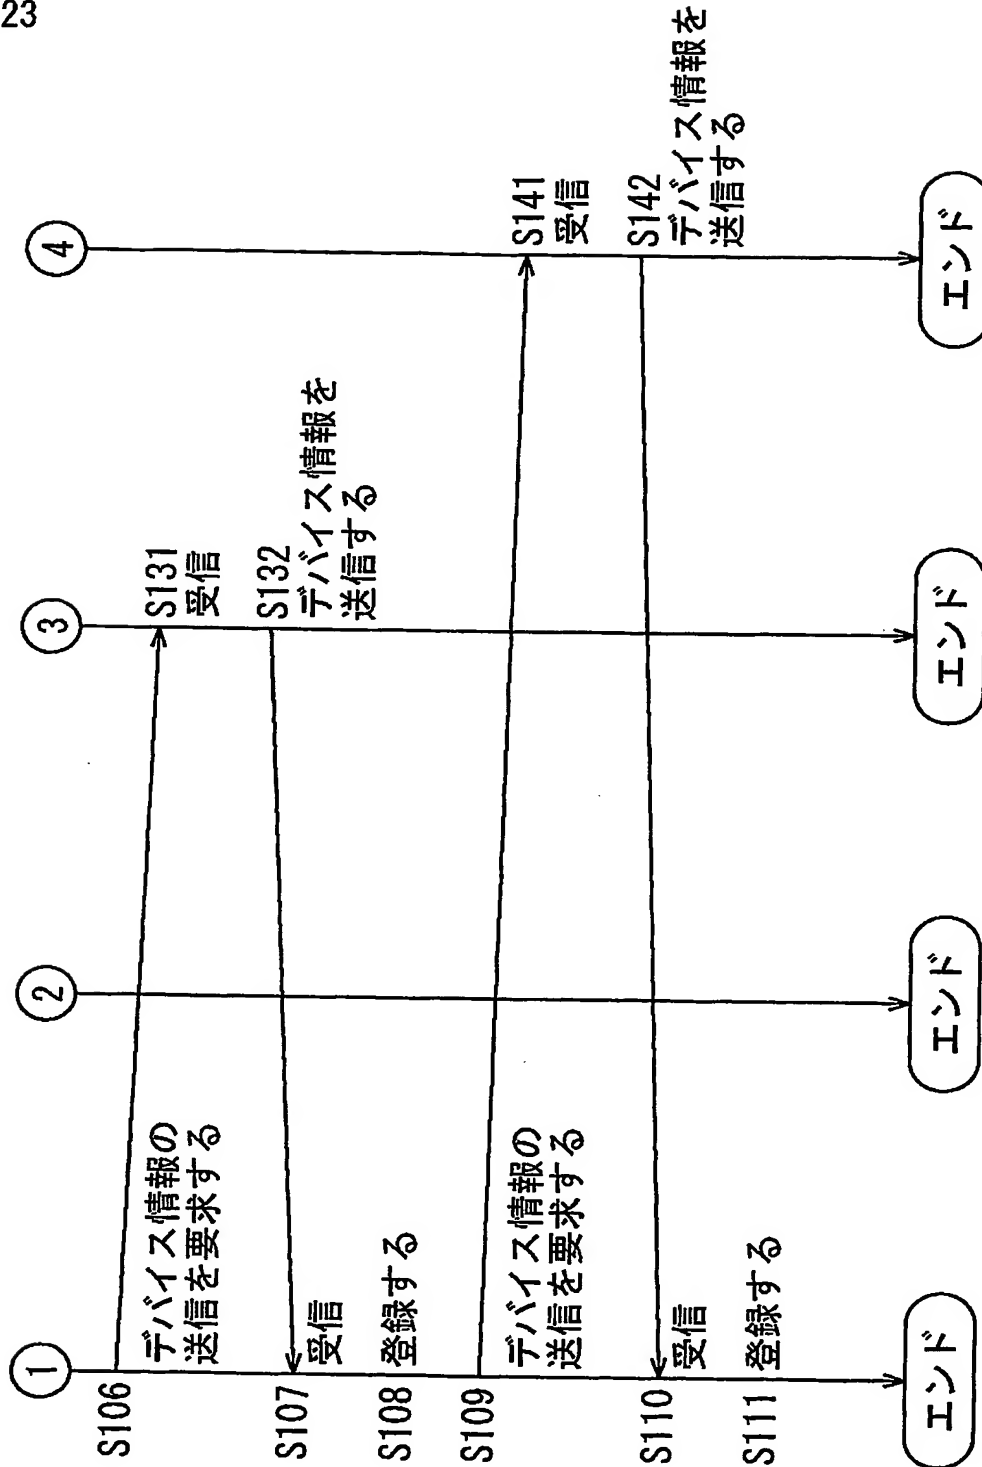 23
1
2
3
4
S106
デバイス情報の
送信を要求する
S131
受信
S132
デバイス情報を
送信する
S107
受信
S108
登録する
S109
デバイス情報の
送信を要求する
S141
受信
S142
デバイス情報を
送信する
S110
受信
S111
登録する
エンド
エンド
エンド
エンド